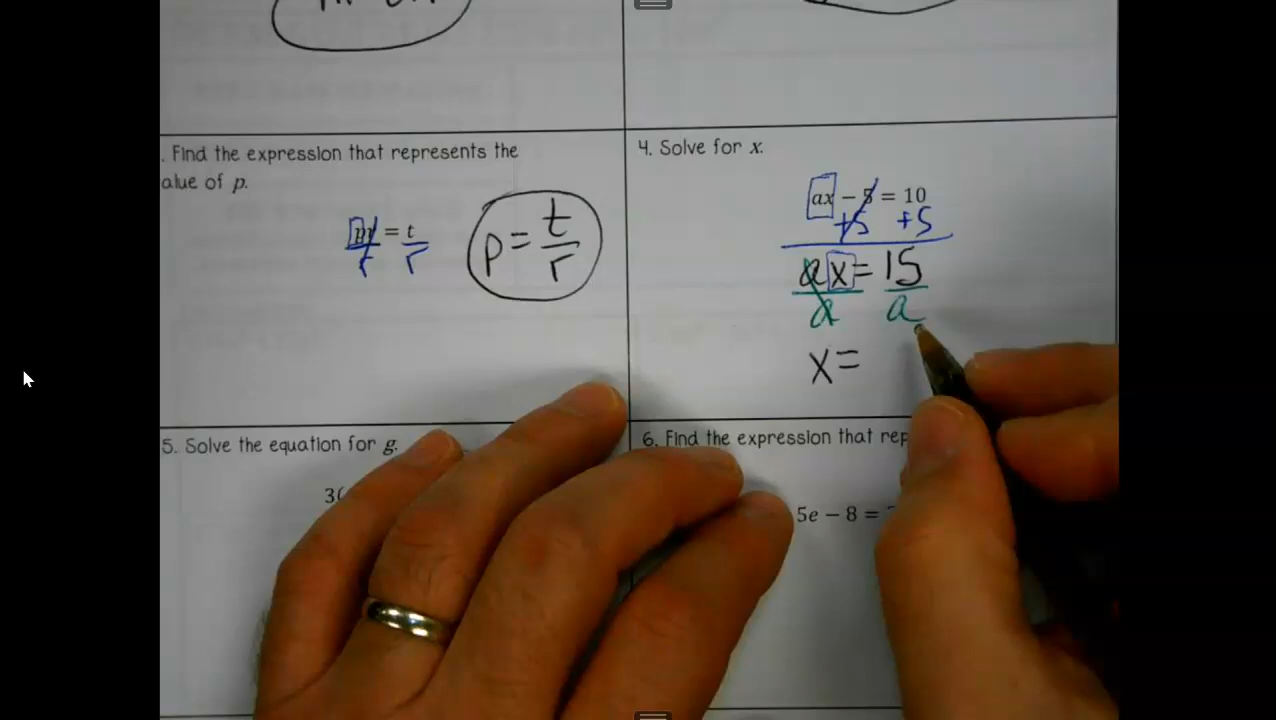 . Find the expression that represents the
alue of p.
= t
r r
p = t/r
4. Solve for x.
ax − 5 = 10
+5 +5
ax = 15
a a
x =
5. Solve the equation for g.
3(
6. Find the expression that rep
5e − 8 =